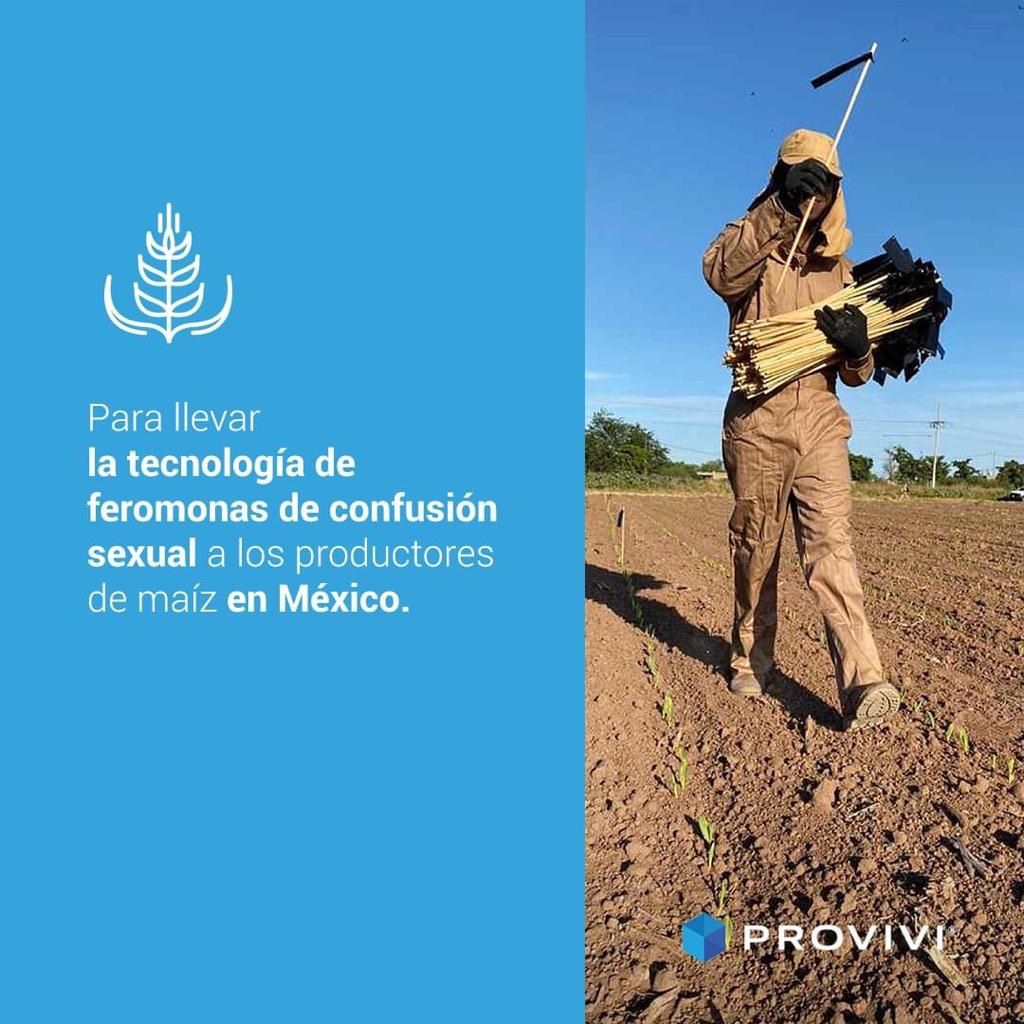 Para llevar
la tecnología de
feromonas de confusión
sexual a los productores
de maíz en México.
PROVIVI